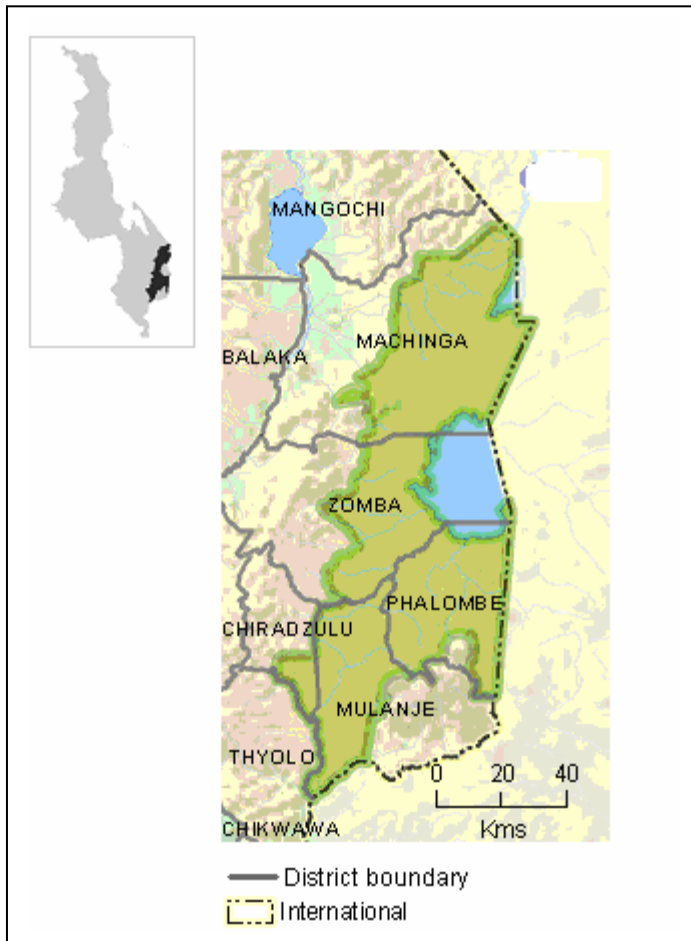 MANGOCHI
MACHINGA
BALAKA
ZOMBA
PHALOMBE
CHIRADZULU
MULANJE
THYOLO
0 20 40
Kms
CHIKWAWA
District boundary
International